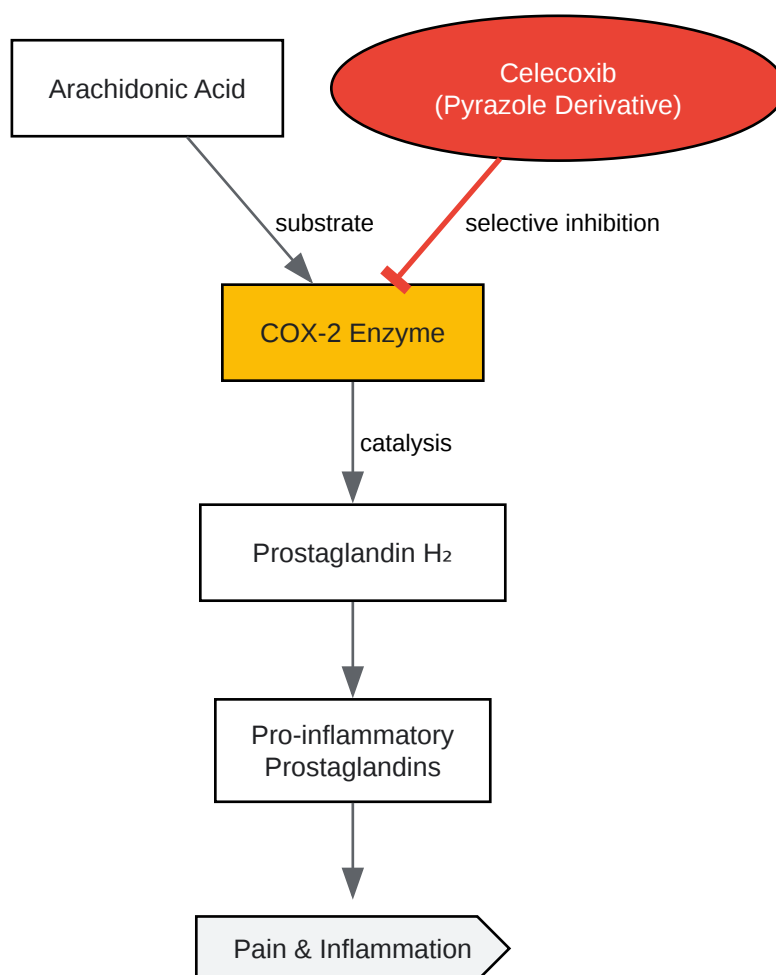 Arachidonic Acid
Celecoxib
(Pyrazole Derivative)
substrate
selective inhibition
COX-2 Enzyme
catalysis
Prostaglandin H₂
Pro-inflammatory
Prostaglandins
Pain & Inflammation